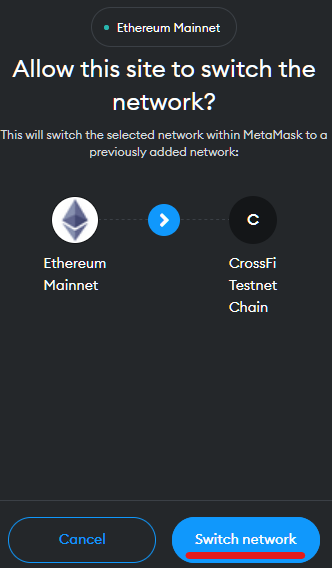 Ethereum Mainnet
Allow this site to switch the
network?
This will switch the selected network within MetaMask to a
previously added network:
C
Ethereum
Mainnet
CrossFi
Testnet
Chain
Cancel
Switch network